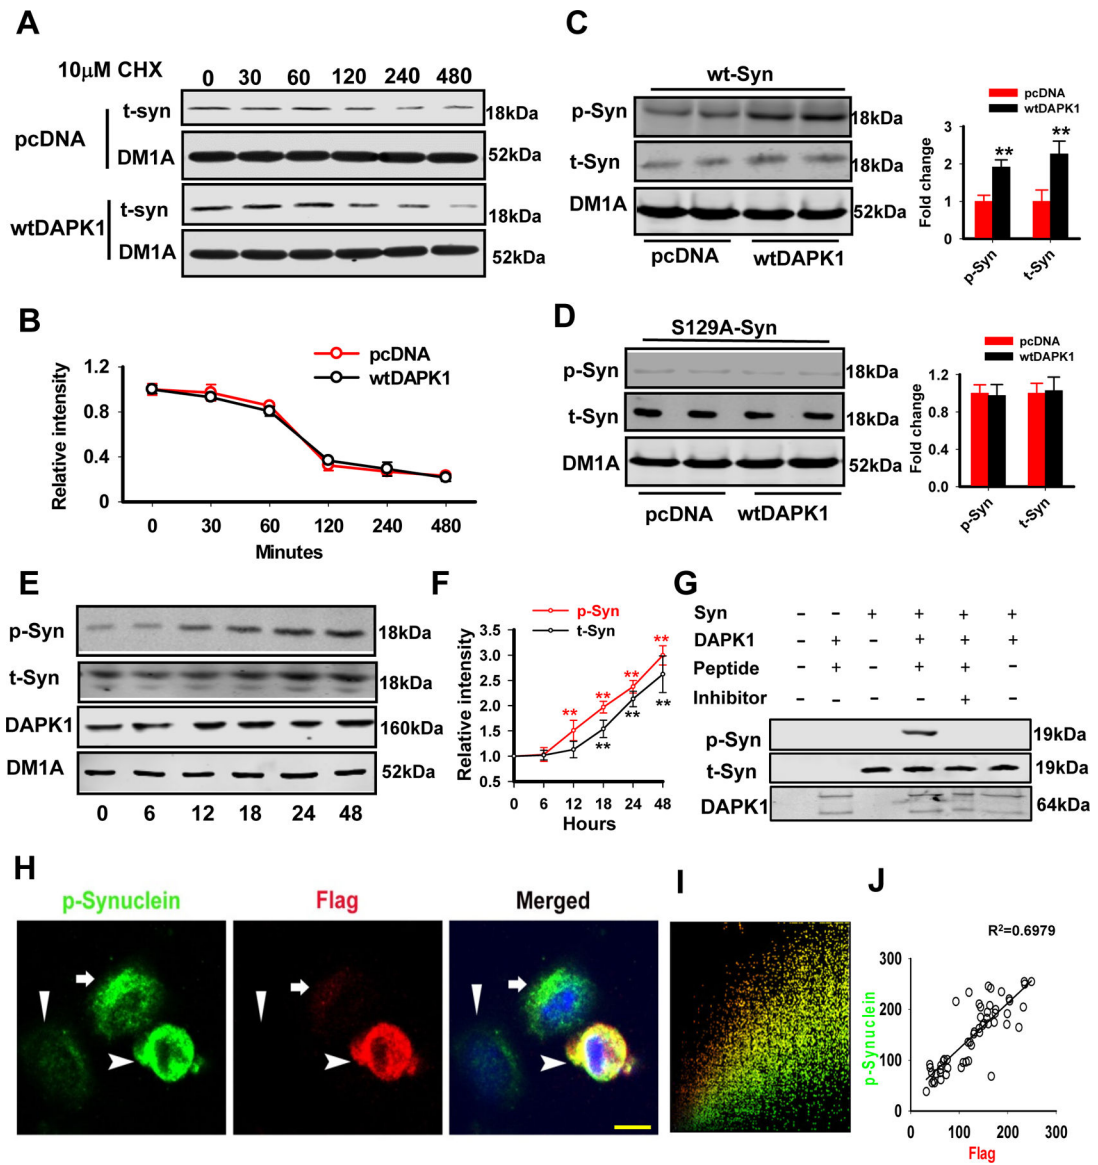 A
10µM CHX
0 30 60 120 240 480
pcDNA
t-syn
18kDa
DM1A
52kDa
wtDAPK1
t-syn
18kDa
DM1A
52kDa
B
pcDNA
wtDAPK1
Relative intensity
1.2
0.8
0.4
0
0 30 60 120 240 480
Minutes
C
wt-Syn
p-Syn
18kDa
t-Syn
18kDa
DM1A
52kDa
pcDNA wtDAPK1
pcDNA
wtDAPK1
Fold change
3
2
1
0
** **
p-Syn t-Syn
D
S129A-Syn
p-Syn
18kDa
t-Syn
18kDa
DM1A
52kDa
pcDNA wtDAPK1
pcDNA
wtDAPK1
Fold change
1.2
0.8
0.4
0.0
p-Syn t-Syn
E
p-Syn
18kDa
t-Syn
18kDa
DAPK1
160kDa
DM1A
52kDa
0 6 12 18 24 48
F
p-Syn
t-Syn
Relative intensity
3.5
3.0
2.5
2.0
1.5
1.0
0.5
** ** ** **
** ** **
0 6 12 18 24 48
Hours
G
Syn - - + + + +
DAPK1 - + - + + +
Peptide - + - + + -
Inhibitor - - - - + -
p-Syn
19kDa
t-Syn
19kDa
DAPK1
64kDa
H
p-Synuclein Flag Merged
I
J
R²=0.6979
p-Synuclein
300
200
100
0
0 100 200 300
Flag